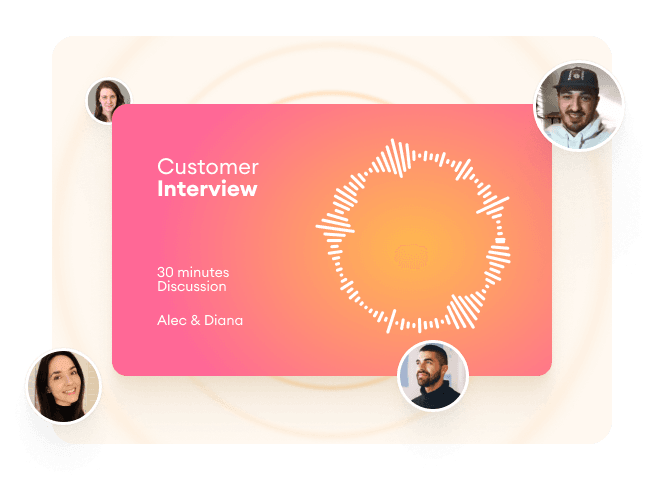 Customer
Interview
30 minutes
Discussion
Alec & Diana